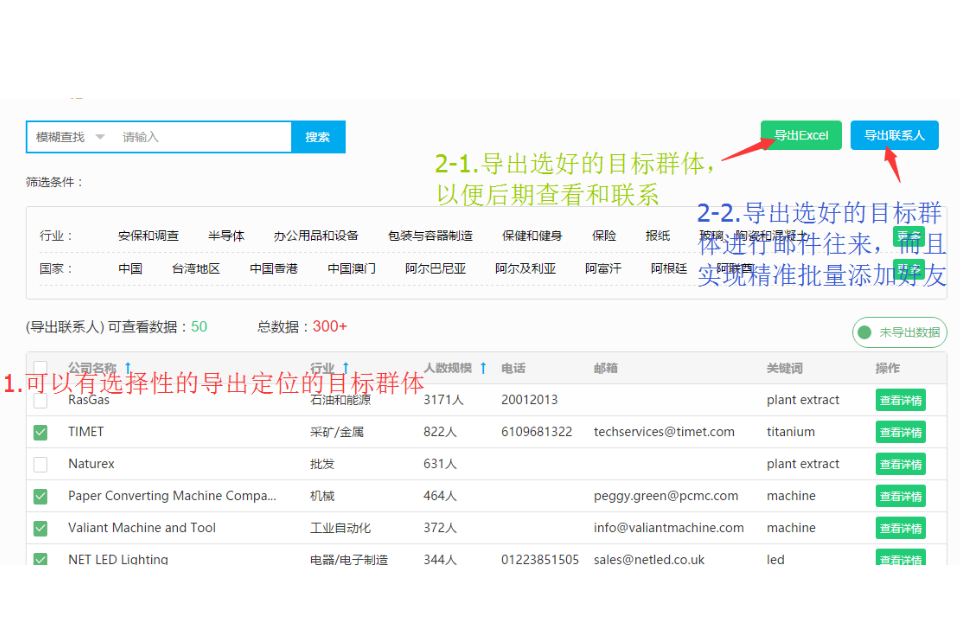 模糊查找 请输入 搜索 导出Excel 导出联系人
2-1.导出选好的目标群体，
以便后期查看和联系
筛选条件：
2-2.导出选好的目标群
体进行邮件往来，而且
实现精准批量添加好友
行业： 安保和调查 半导体 办公用品和设备 包装与容器制造 保健和健身 保险 报纸 玻璃、陶瓷和混凝土 更多
国家： 中国 台湾地区 中国香港 中国澳门 阿尔巴尼亚 阿尔及利亚 阿富汗 阿根廷 阿联酋 更多
(导出联系人) 可查看数据：50 总数据：300+ 未导出数据
公司名称 行业 人数规模 电话 邮箱 关键词 操作
1.可以有选择性的导出定位的目标群体
RasGas 石油和能源 3171人 20012013 plant extract 查看详情
TIMET 采矿/金属 822人 6109681322 techservices@timet.com titanium 查看详情
Naturex 批发 631人 plant extract 查看详情
Paper Converting Machine Compa... 机械 464人 peggy.green@pcmc.com machine 查看详情
Valiant Machine and Tool 工业自动化 372人 info@valiantmachine.com machine 查看详情
NET LED Lighting 电器/电子制造 344人 01223851505 sales@netled.co.uk led 查看详情